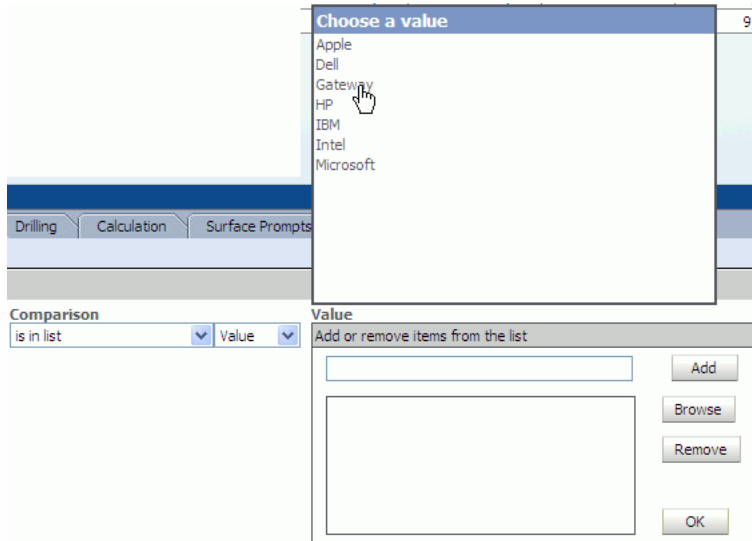 Choose a value
9
Apple
Dell
Gateway
HP
IBM
Intel
Microsoft
Drilling Calculation Surface Prompts
Comparison Value
is in list Value Add or remove items from the list
Add
Browse
Remove
OK